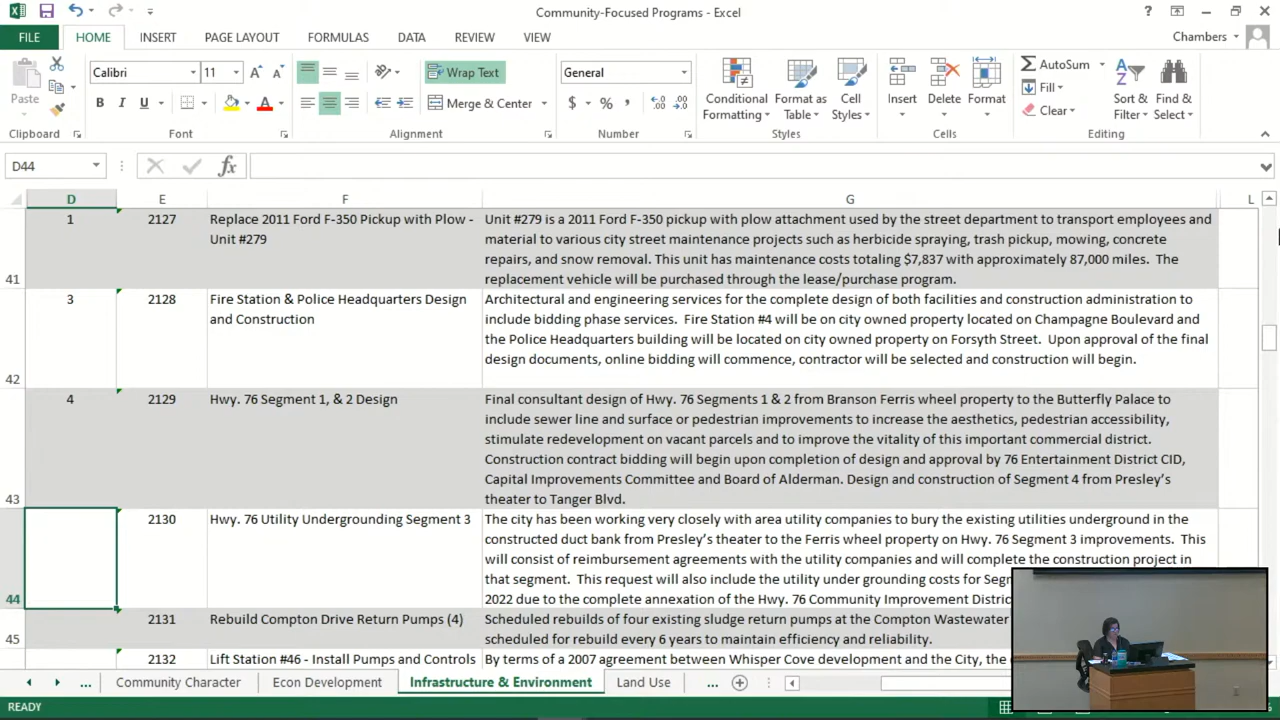 Community-Focused Programs - Excel
?
FILE HOME INSERT PAGE LAYOUT FORMULAS DATA REVIEW VIEW Chambers
Paste
Calibri 11
B I U A
Wrap Text
Merge & Center
General
$ % ,
Conditional Formatting
Format as Table
Cell Styles
Insert Delete Format
AutoSum
Fill
Clear
Sort & Filter
Find & Select
Clipboard Font Alignment Number Styles Cells Editing
D44 fx
D E F G L
1 2127 Replace 2011 Ford F-350 Pickup with Plow - Unit #279 is a 2011 Ford F-350 pickup with plow attachment used by the street department to transport employees and
Unit #279 material to various city street maintenance projects such as herbicide spraying, trash pickup, mowing, concrete
repairs, and snow removal. This unit has maintenance costs totaling $7,837 with approximately 87,000 miles. The
41 replacement vehicle will be purchased through the lease/purchase program.
3 2128 Fire Station & Police Headquarters Design Architectural and engineering services for the complete design of both facilities and construction administration to
and Construction include bidding phase services. Fire Station #4 will be on city owned property located on Champagne Boulevard and
the Police Headquarters building will be located on city owned property on Forsyth Street. Upon approval of the final
design documents, online bidding will commence, contractor will be selected and construction will begin.
42
4 2129 Hwy. 76 Segment 1, & 2 Design Final consultant design of Hwy. 76 Segments 1 & 2 from Branson Ferris wheel property to the Butterfly Palace to
include sewer line and surface or pedestrian improvements to increase the aesthetics, pedestrian accessibility,
stimulate redevelopment on vacant parcels and to improve the vitality of this important commercial district.
Construction contract bidding will begin upon completion of design and approval by 76 Entertainment District CID,
Capital Improvements Committee and Board of Alderman. Design and construction of Segment 4 from Presley's
43 theater to Tanger Blvd.
2130 Hwy. 76 Utility Undergrounding Segment 3 The city has been working very closely with area utility companies to bury the existing utilities underground in the
constructed duct bank from Presley's theater to the Ferris wheel property on Hwy. 76 Segment 3 improvements. This
will consist of reimbursement agreements with the utility companies and will complete the construction project in
that segment. This request will also include the utility under grounding costs for
44 2022 due to the complete annexation of the Hwy. 76 Community Improvement
2131 Rebuild Compton Drive Return Pumps (4) Scheduled rebuilds of four existing sludge return pumps at the Compton Wastewater
45 scheduled for rebuild every 6 years to maintain efficiency and reliability.
2132 Lift Station #46 - Install Pumps and Controls By terms of a 2007 agreement between Whisper Cove development and the City, the
... Community Character Econ Development Infrastructure & Environment Land Use ...
READY %